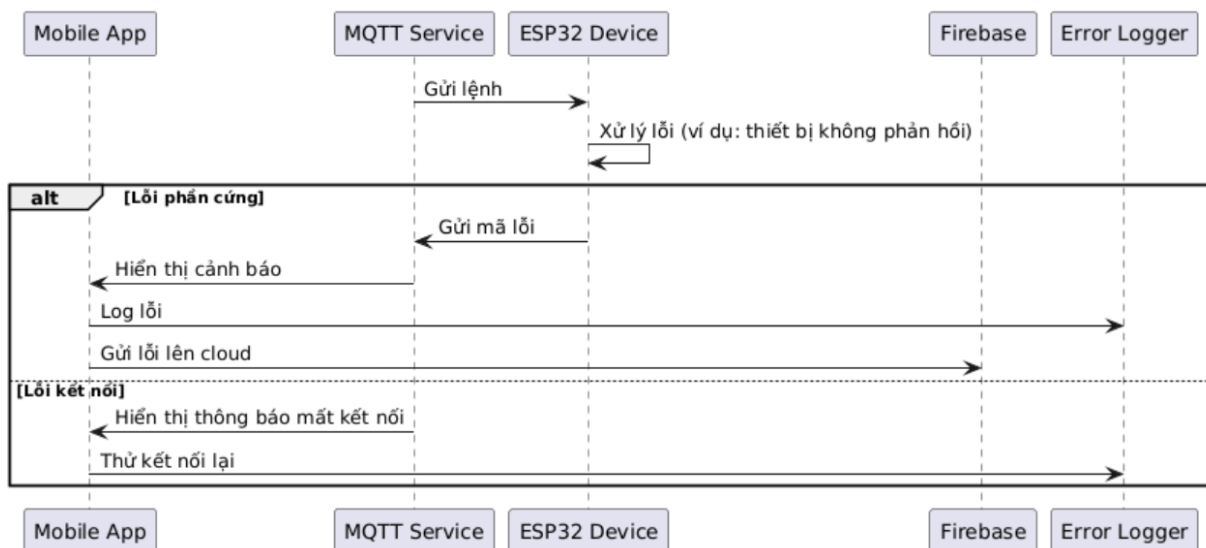 Mobile App MQTT Service ESP32 Device Firebase Error Logger
Gửi lệnh
Xử lý lỗi (ví dụ: thiết bị không phản hồi)
alt [Lỗi phần cứng]
Gửi mã lỗi
Hiển thị cảnh báo
Log lỗi
Gửi lỗi lên cloud
[Lỗi kết nối]
Hiển thị thông báo mất kết nối
Thử kết nối lại
Mobile App MQTT Service ESP32 Device Firebase Error Logger